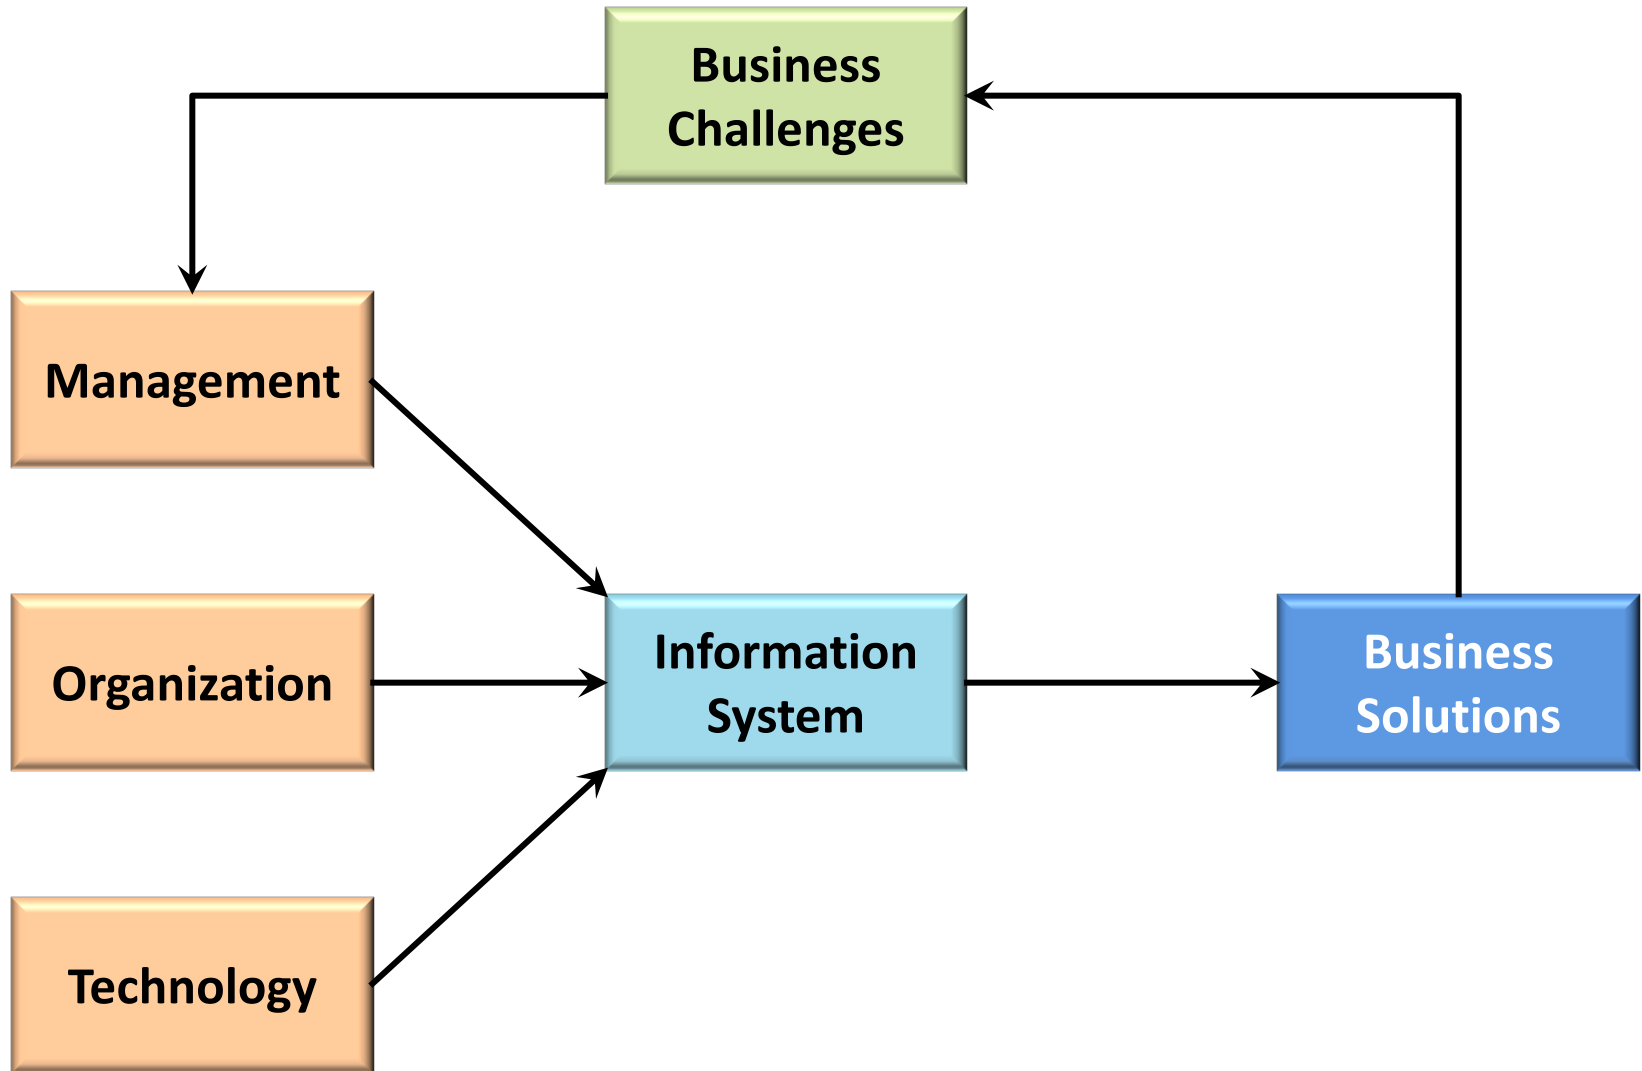 Business
Challenges
Management
Organization
Information
System
Business
Solutions
Technology